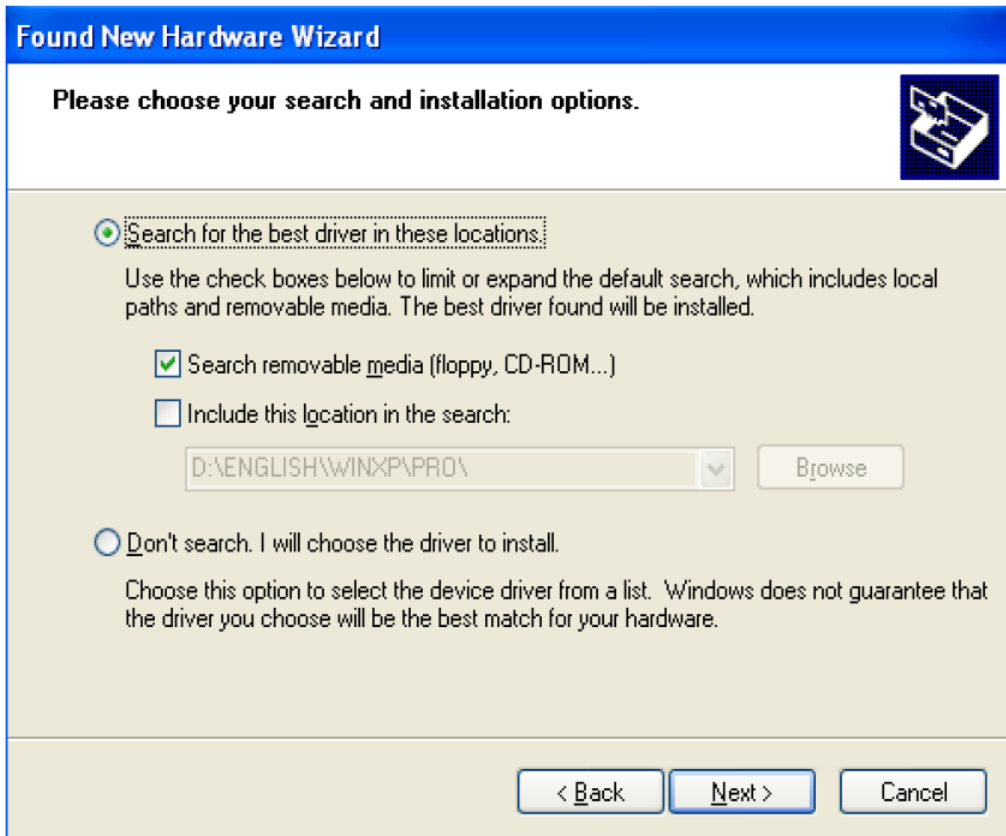 Found New Hardware Wizard
Please choose your search and installation options.
Search for the best driver in these locations.
Use the check boxes below to limit or expand the default search, which includes local
paths and removable media. The best driver found will be installed.
Search removable media (floppy, CD-ROM...)
Include this location in the search:
D:\ENGLISH\WINXP\PRO\
Browse
Don't search. I will choose the driver to install.
Choose this option to select the device driver from a list.  Windows does not guarantee that
the driver you choose will be the best match for your hardware.
< Back
Next >
Cancel